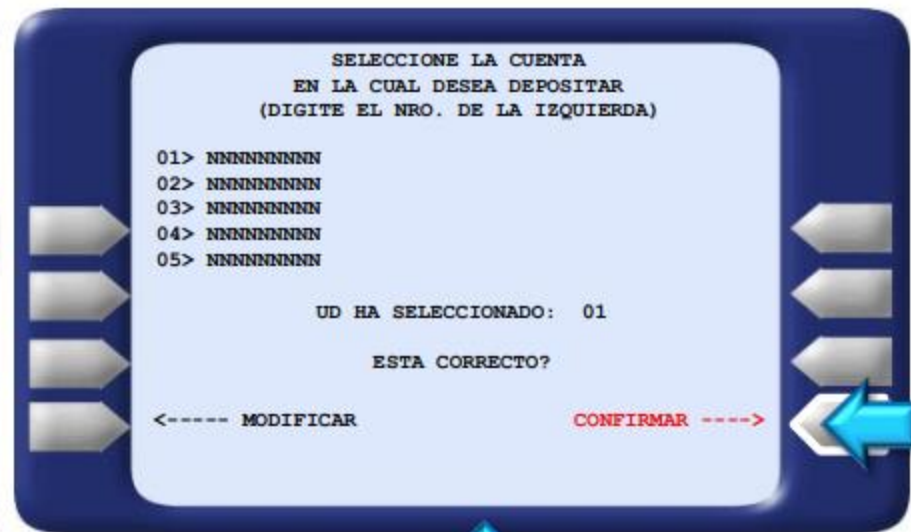 SELECCIONE LA CUENTA
EN LA CUAL DESEA DEPOSITAR
(DIGITE EL NRO. DE LA IZQUIERDA)
01> NNNNNNNNN
02> NNNNNNNNN
03> NNNNNNNNN
04> NNNNNNNNN
05> NNNNNNNNN
UD HA SELECCIONADO: 01
ESTA CORRECTO?
<----- MODIFICAR CONFIRMAR ---->